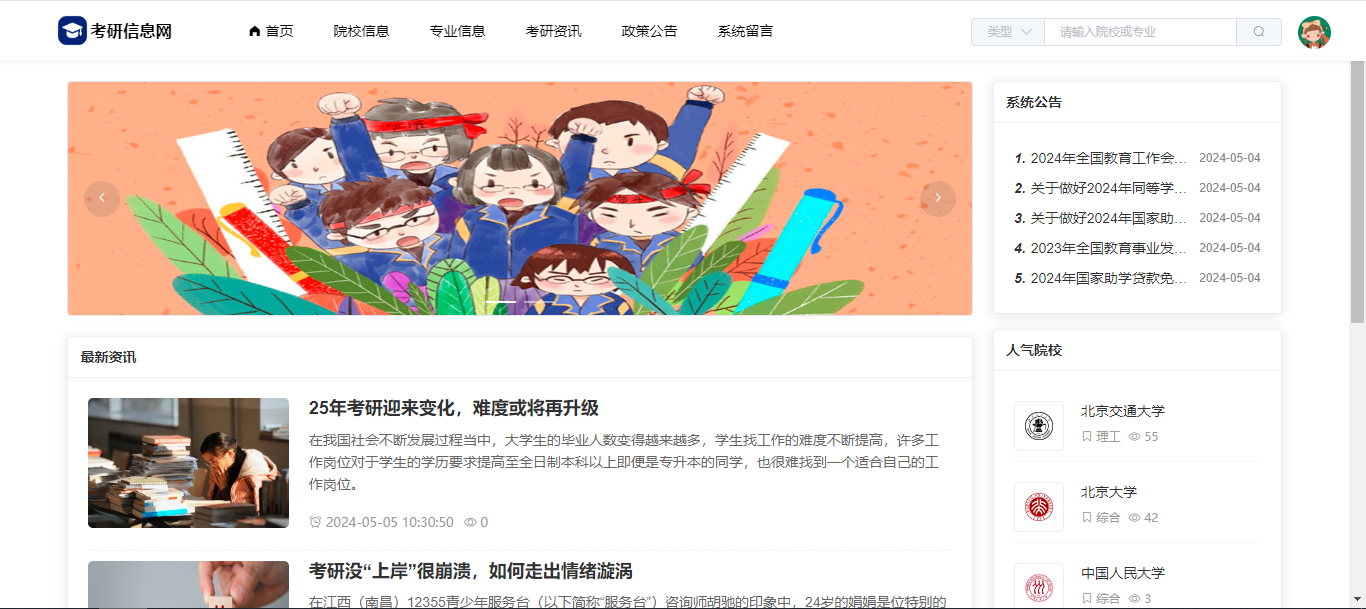 考研信息网
首页
院校信息
专业信息
考研资讯
政策公告
系统留言
类型
请输入院校或专业
系统公告
1. 2024年全国教育工作会… 2024-05-04
2. 关于做好2024年同等学… 2024-05-04
3. 关于做好2024年国家助… 2024-05-04
4. 2023年全国教育事业发… 2024-05-04
5. 2024年国家助学贷款免… 2024-05-04
最新资讯
25年考研迎来变化，难度或将再升级
在我国社会不断发展过程当中，大学生的毕业人数变得越来越多，学生找工作的难度不断提高，许多工
作岗位对于学生的学历要求提高至全日制本科以上即便是专升本的同学，也很难找到一个适合自己的工
作岗位。
2024-05-05 10:30:50 0
考研没“上岸”很崩溃，如何走出情绪漩涡
在江西（南昌）12355青少年服务台（以下简称“服务台”）咨询师胡驰的印象中，24岁的娟娟是位特别的
人气院校
北京交通大学
理工 55
北京大学
综合 42
中国人民大学
综合 3